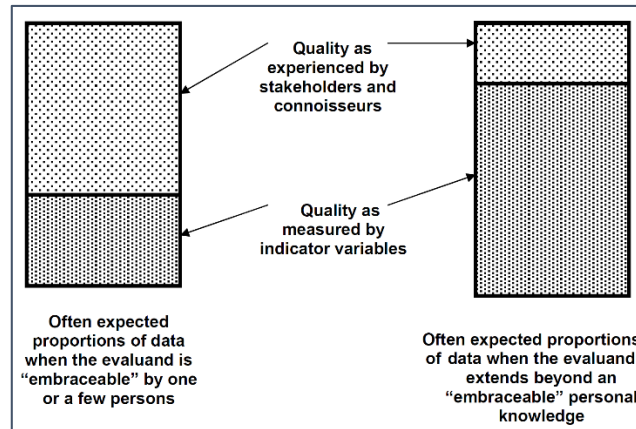 Quality as
experienced by
stakeholders and
connoisseurs
Quality as
measured by
indicator variables
Often expected
proportions of data
when the evaluand is
“embraceable” by one
or a few persons
Often expected proportions
of data when the evaluand
extends beyond an
“embraceable” personal
knowledge